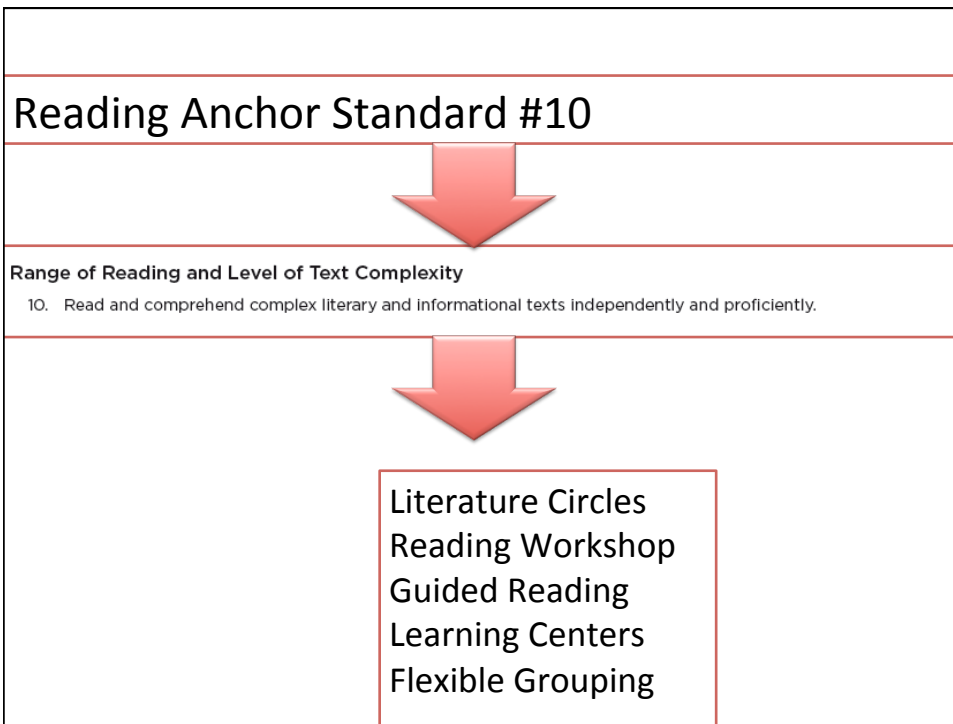 Reading Anchor Standard #10
Range of Reading and Level of Text Complexity
10. Read and comprehend complex literary and informational texts independently and proficiently.
Literature Circles
Reading Workshop
Guided Reading
Learning Centers
Flexible Grouping